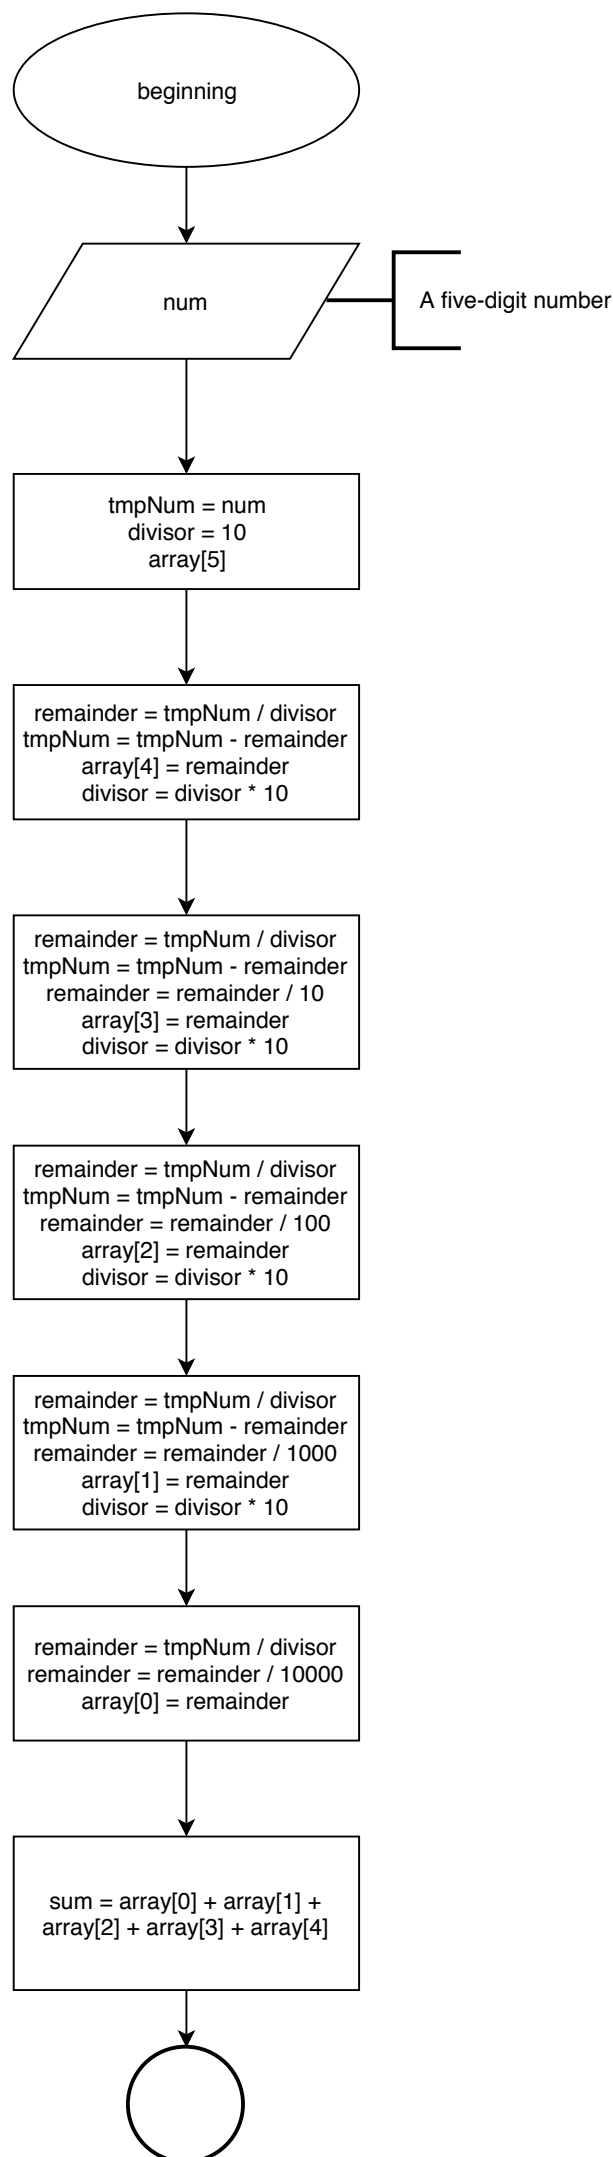 beginning
num
A five-digit number
tmpNum = num
divisor = 10
array[5]
remainder = tmpNum / divisor
tmpNum = tmpNum - remainder
array[4] = remainder
divisor = divisor * 10
remainder = tmpNum / divisor
tmpNum = tmpNum - remainder
remainder = remainder / 10
array[3] = remainder
divisor = divisor * 10
remainder = tmpNum / divisor
tmpNum = tmpNum - remainder
remainder = remainder / 100
array[2] = remainder
divisor = divisor * 10
remainder = tmpNum / divisor
tmpNum = tmpNum - remainder
remainder = remainder / 1000
array[1] = remainder
divisor = divisor * 10
remainder = tmpNum / divisor
remainder = remainder / 10000
array[0] = remainder
sum = array[0] + array[1] +
array[2] + array[3] + array[4]